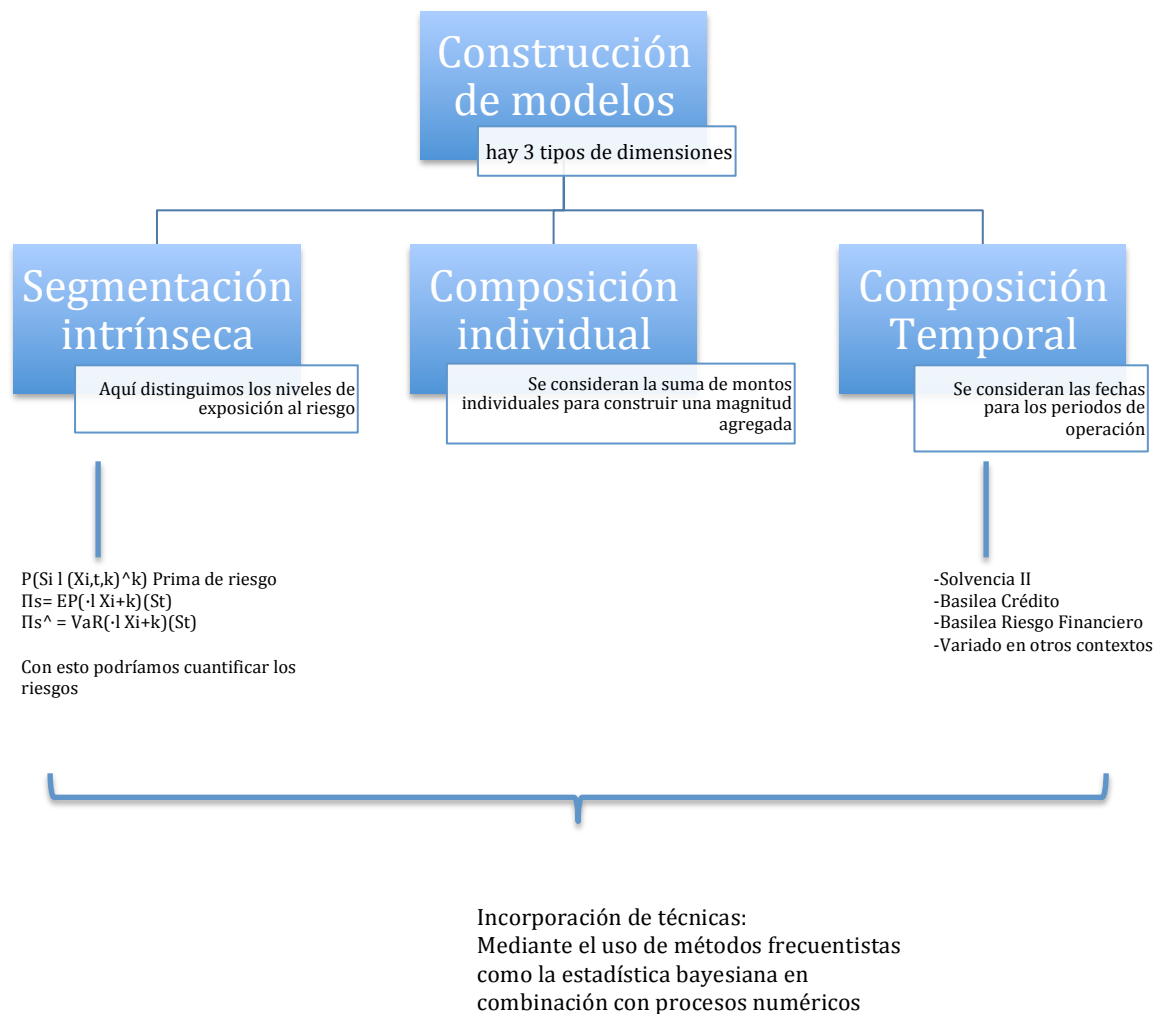 Construcción
de modelos
hay 3 tipos de dimensiones
Segmentación
intrínseca
Aquí distinguimos los niveles de
exposición al riesgo
Composición
individual
Se consideran la suma de montos
individuales para construir una magnitud
agregada
Composición
Temporal
Se consideran las fechas
para los periodos de
operación
P(Si l (Xi,t,k)^k) Prima de riesgo
Πs= EP(·l Xi+k)(St)
Πs^ = VaR(·l Xi+k)(St)
Con esto podríamos cuantificar los
riesgos
-Solvencia II
-Basilea Crédito
-Basilea Riesgo Financiero
-Variado en otros contextos
Incorporación de técnicas:
Mediante el uso de métodos frecuentistas
como la estadística bayesiana en
combinación con procesos numéricos